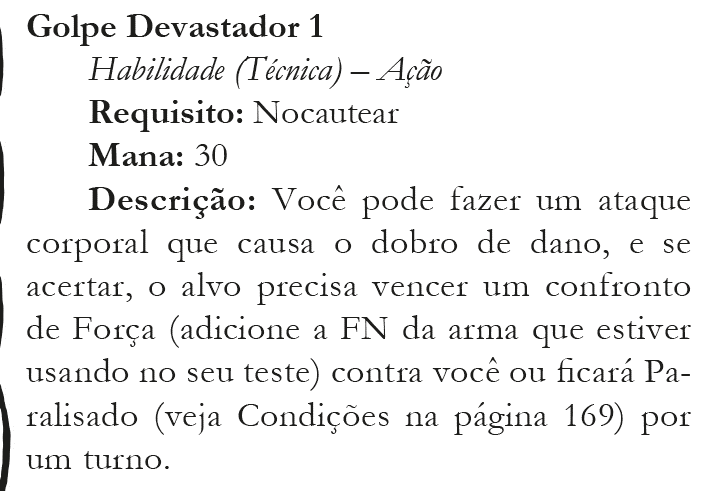 Golpe Devastador 1
Habilidade (Técnica) – Ação
Requisito: Nocautear
Mana: 30
Descrição: Você pode fazer um ataque
corporal que causa o dobro de dano, e se
acertar, o alvo precisa vencer um confronto
de Força (adicione a FN da arma que estiver
usando no seu teste) contra você ou ficará Pa-
ralisado (veja Condições na página 169) por
um turno.